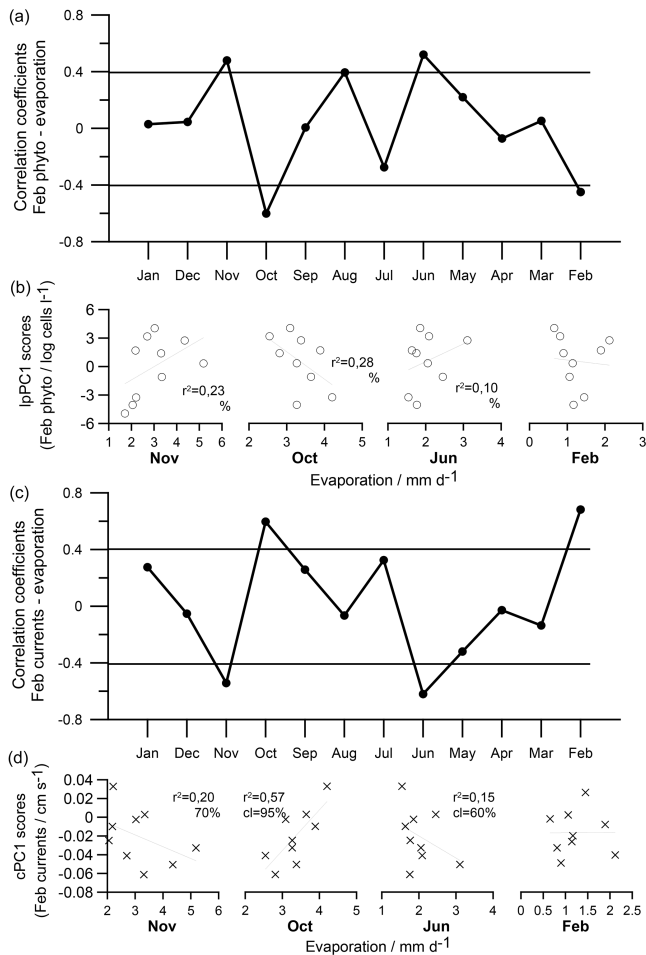 (a)
Correlation coefficients
Feb phyto - evaporation
0.8
0.4
0
-0.4
-0.8
Jan Dec Nov Oct Sep Aug Jul Jun May Apr Mar Feb
(b)
lpPC1 scores
(Feb phyto / log cells l-1)
6
3
0
-3
-6
r2=0,23
%
r2=0,28
%
r2=0,10
%
1 2 3 4 5 6 2 3 4 5 1 2 3 4 0 1 2 3
Nov Oct Jun Feb
Evaporation / mm d-1
(c)
Correlation coefficients
Feb currents - evaporation
0.8
0.4
0
-0.4
-0.8
Jan Dec Nov Oct Sep Aug Jul Jun May Apr Mar Feb
(d)
cPC1 scores
(Feb currents / cm s-1)
0.04
0.02
0.00
-0.02
-0.04
-0.06
-0.08
r2=0,20
70%
r2=0,57
cl=95%
r2=0,15
cl=60%
2 3 4 5 6 2 3 4 5 1 2 3 4 0 0.5 1 1.5 2 2.5
Nov Oct Jun Feb
Evaporation / mm d-1